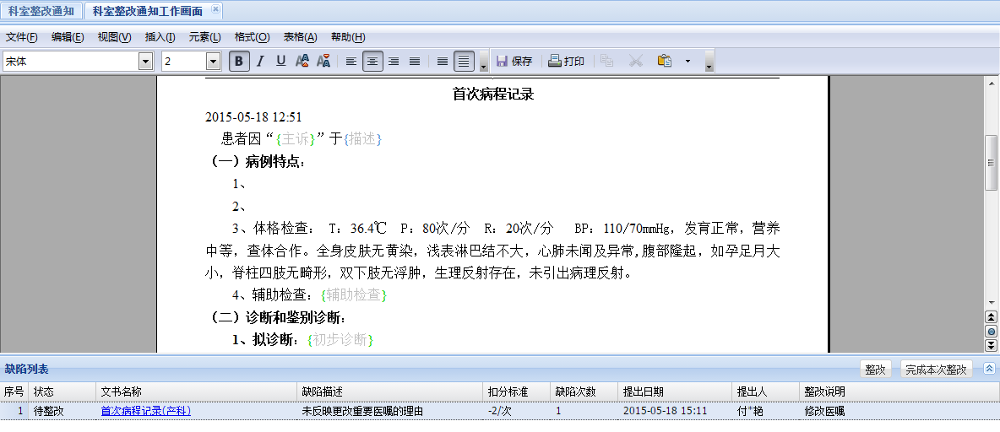 科室整改通知 科室整改通知工作画面
文件(F) 编辑(E) 视图(V) 插入(I) 元素(L) 格式(O) 表格(A) 帮助(H)
宋体 2 B I U 保存 打印
首次病程记录
2015-05-18 12:51
患者因“{主诉}”于{描述}
（一）病例特点：
1、
2、
3、体格检查： T：36.4℃ P：80次/分 R：20次/分 BP：110/70mmHg，发育正常，营养
中等，查体合作。全身皮肤无黄染，浅表淋巴结不大，心肺未闻及异常,腹部隆起，如孕足月大
小，脊柱四肢无畸形，双下肢无浮肿，生理反射存在，未引出病理反射。
4、辅助检查：{辅助检查}
（二）诊断和鉴别诊断：
1、拟诊断：{初步诊断}
缺陷列表 整改 完成本次整改
序号 状态 文书名称 缺陷描述 扣分标准 缺陷次数 提出日期 提出人 整改说明
1 待整改 首次病程记录(产科) 未反映更改重要医嘱的理由 -2/次 1 2015-05-18 15:11 付*艳 修改医嘱